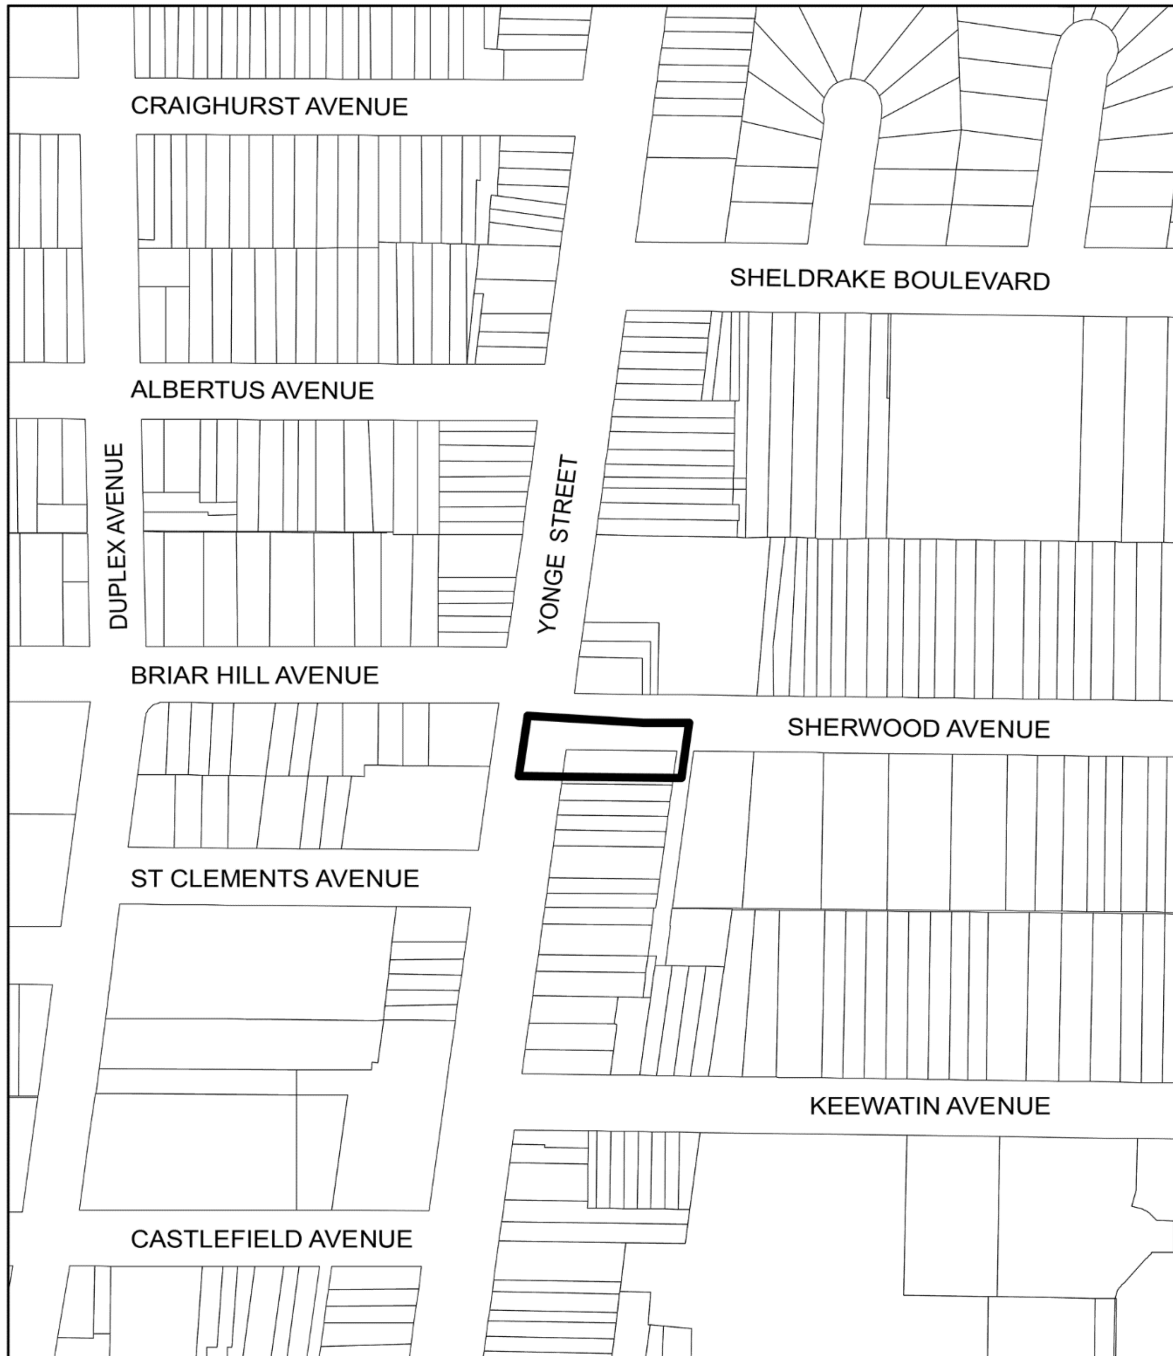 CRAIGHURST AVENUE
SHELDRAKE BOULEVARD
ALBERTUS AVENUE
DUPLEX AVENUE
YONGE STREET
BRIAR HILL AVENUE
SHERWOOD AVENUE
ST CLEMENTS AVENUE
KEEWATIN AVENUE
CASTLEFIELD AVENUE